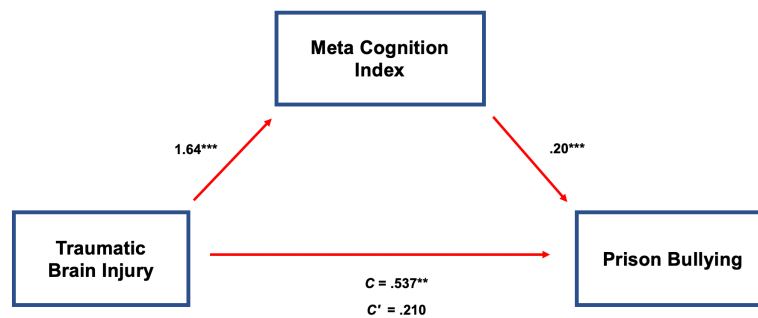 Meta Cognition
Index
1.64***
.20***
Traumatic
Brain Injury
Prison Bullying
C = .537**
C' = .210